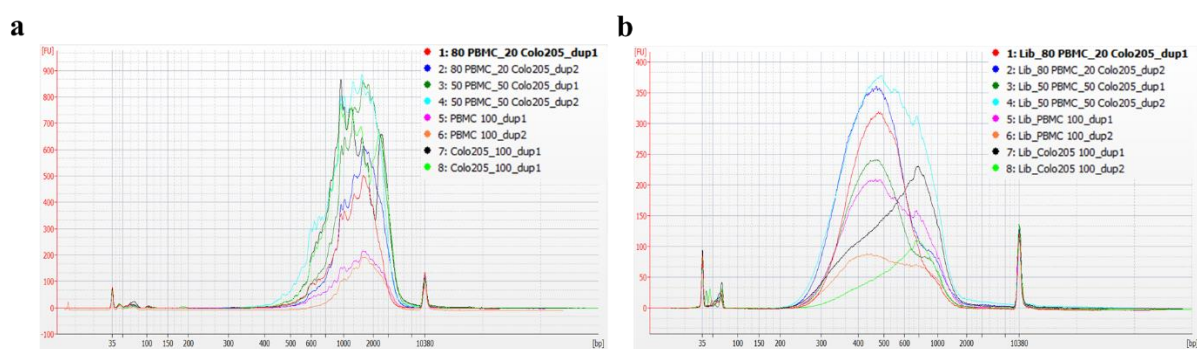 a
[FU]
900
800
700
600
500
400
300
200
100
0
-100
35 100 150 200 300 400 500 600 1000 2000 10380 [bp]
1: 80 PBMC_20 Colo205_dup1
2: 80 PBMC_20 Colo205_dup2
3: 50 PBMC_50 Colo205_dup1
4: 50 PBMC_50 Colo205_dup2
5: PBMC 100_dup1
6: PBMC 100_dup2
7: Colo205_100_dup1
8: Colo205_100_dup1
b
[FU]
400
350
300
250
200
150
100
50
0
35 100 150 200 300 400 500 600 1000 2000 10380 [bp]
1: Lib_80 PBMC_20 Colo205_dup1
2: Lib_80 PBMC_20 Colo205_dup2
3: Lib_50 PBMC_50 Colo205_dup1
4: Lib_50 PBMC_50 Colo205_dup2
5: Lib_PBMC 100_dup1
6: Lib_PBMC 100_dup2
7: Lib_Colo205 100_dup1
8: Lib_Colo205 100_dup2